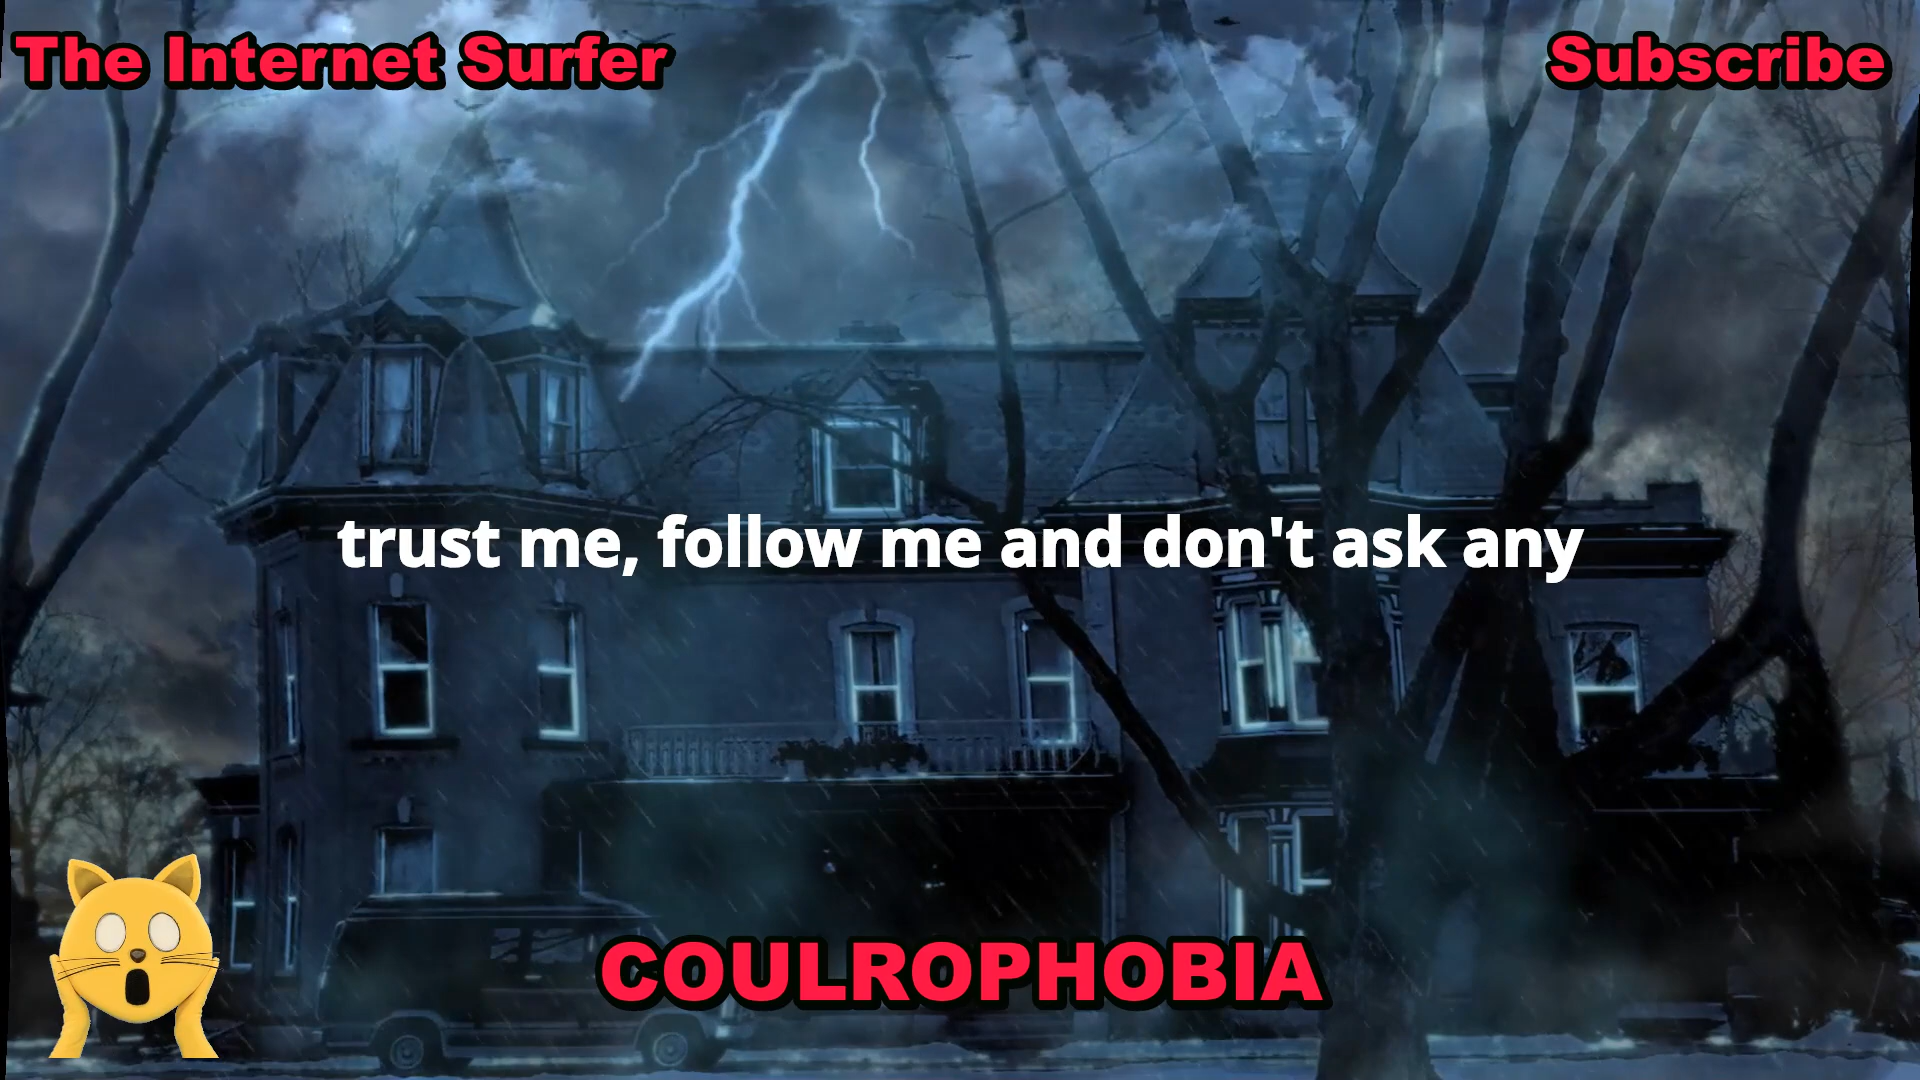 The Internet Surfer
Subscribe
trust me, follow me and don't ask any
COULROPHOBIA